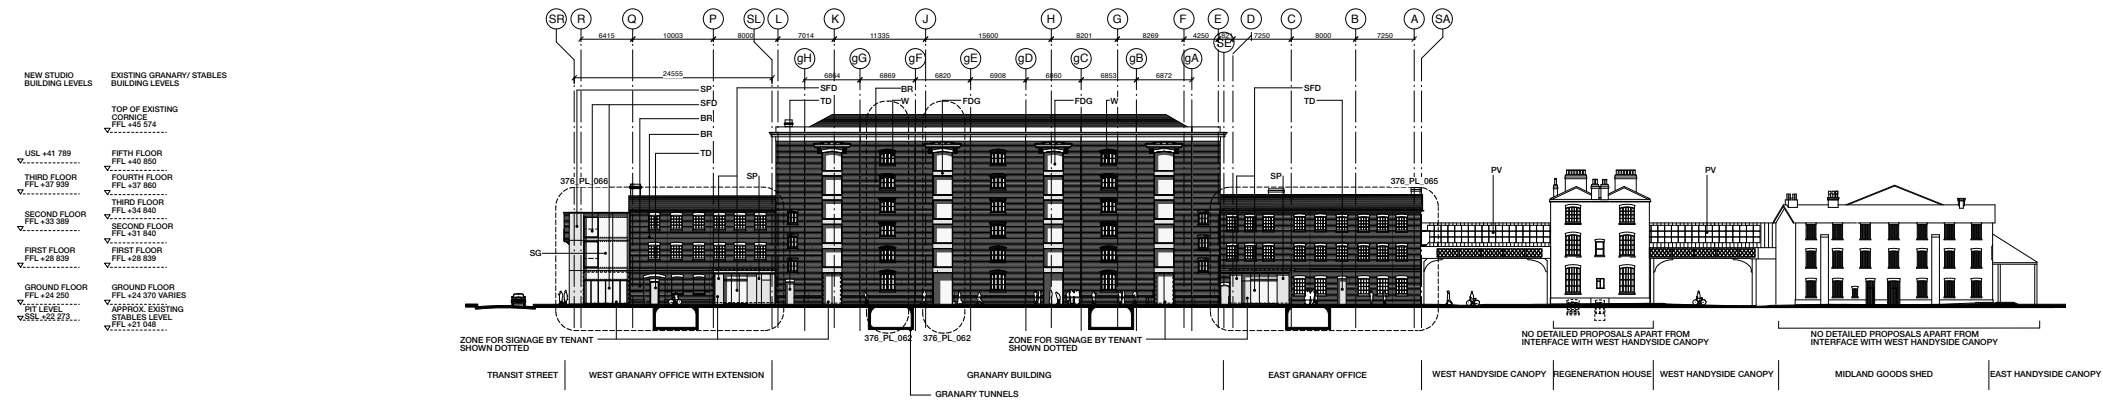 SR R Q P SL L K J H G F E D C B A SA
6415 10003 8000 7014 11335 15600 8201 8269 4250 7250 8000 7250
SE
gH gG gF gE gD gC gB gA
24555 6864 6869 6820 6908 6860 6853 6872
NEW STUDIO
BUILDING LEVELS
EXISTING GRANARY/ STABLES
BUILDING LEVELS
TOP OF EXISTING
CORNICE
FFL +45 574
USL +41 789
FIFTH FLOOR
FFL +40 850
THIRD FLOOR
FFL +37 939
FOURTH FLOOR
FFL +37 860
THIRD FLOOR
FFL +34 840
SECOND FLOOR
FFL +33 389
SECOND FLOOR
FFL +31 840
FIRST FLOOR
FFL +28 839
FIRST FLOOR
FFL +28 839
GROUND FLOOR
FFL +24 250
GROUND FLOOR
FFL +24 370 VARIES
PIT LEVEL
SSL +22 273
APPROX. EXISTING
STABLES LEVEL
FFL +21 048
SP
SFD
BR
BR
TD
SP
SG
SFD
TD
BR
W
FDG
FDG
W
SFD
TD
SP
PV
PV
376_PL_066
376_PL_065
376_PL_062
376_PL_062
ZONE FOR SIGNAGE BY TENANT
SHOWN DOTTED
ZONE FOR SIGNAGE BY TENANT
SHOWN DOTTED
NO DETAILED PROPOSALS APART FROM
INTERFACE WITH WEST HANDYSIDE CANOPY
NO DETAILED PROPOSALS APART FROM
INTERFACE WITH WEST HANDYSIDE CANOPY
TRANSIT STREET
WEST GRANARY OFFICE WITH EXTENSION
GRANARY BUILDING
EAST GRANARY OFFICE
WEST HANDYSIDE CANOPY
REGENERATION HOUSE
WEST HANDYSIDE CANOPY
MIDLAND GOODS SHED
EAST HANDYSIDE CANOPY
GRANARY TUNNELS